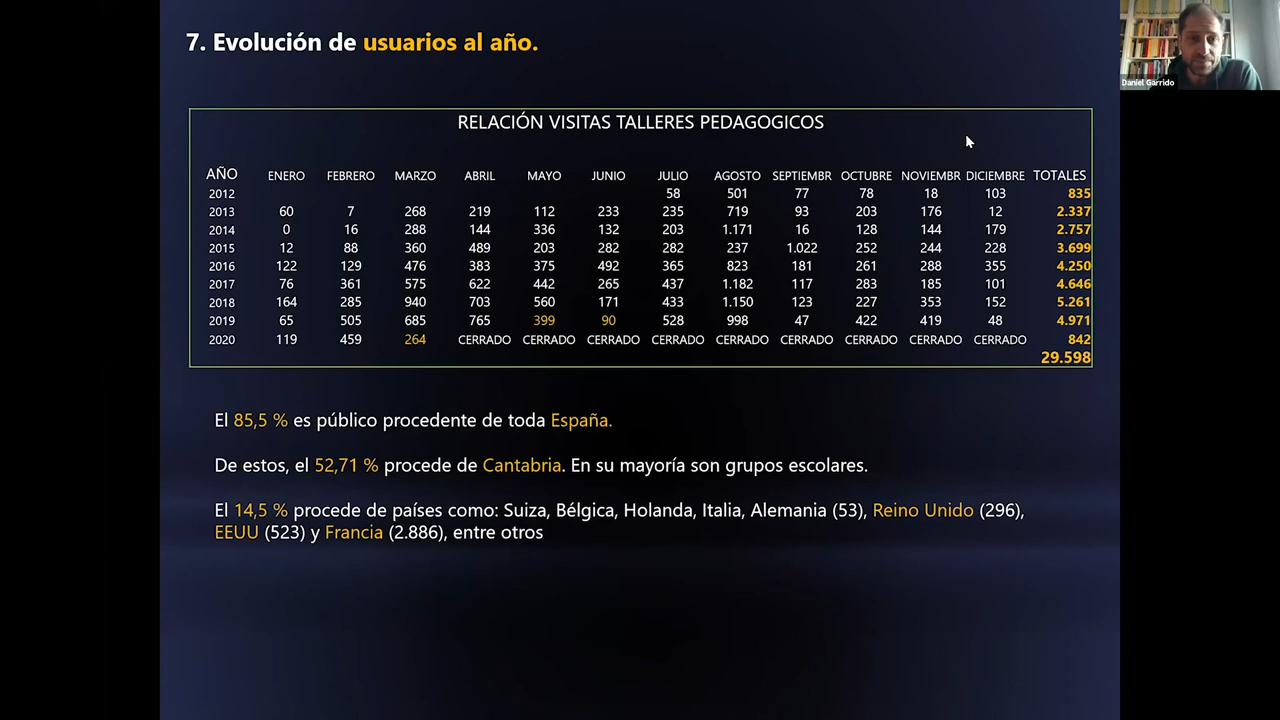 7. Evolución de usuarios al año.
Daniel Garrido
RELACIÓN VISITAS TALLERES PEDAGOGICOS
AÑO ENERO FEBRERO MARZO ABRIL MAYO JUNIO JULIO AGOSTO SEPTIEMBR OCTUBRE NOVIEMBR DICIEMBRE TOTALES
2012 58 501 77 78 18 103 835
2013 60 7 268 219 112 233 235 719 93 203 176 12 2.337
2014 0 16 288 144 336 132 203 1.171 16 128 144 179 2.757
2015 12 88 360 489 203 282 282 237 1.022 252 244 228 3.699
2016 122 129 476 383 375 492 365 823 181 261 288 355 4.250
2017 76 361 575 622 442 265 437 1.182 117 283 185 101 4.646
2018 164 285 940 703 560 171 433 1.150 123 227 353 152 5.261
2019 65 505 685 765 399 90 528 998 47 422 419 48 4.971
2020 119 459 264 CERRADO CERRADO CERRADO CERRADO CERRADO CERRADO CERRADO CERRADO CERRADO 842
29.598
El 85,5 % es público procedente de toda España.
De estos, el 52,71 % procede de Cantabria. En su mayoría son grupos escolares.
El 14,5 % procede de países como: Suiza, Bélgica, Holanda, Italia, Alemania (53), Reino Unido (296),
EEUU (523) y Francia (2.886), entre otros